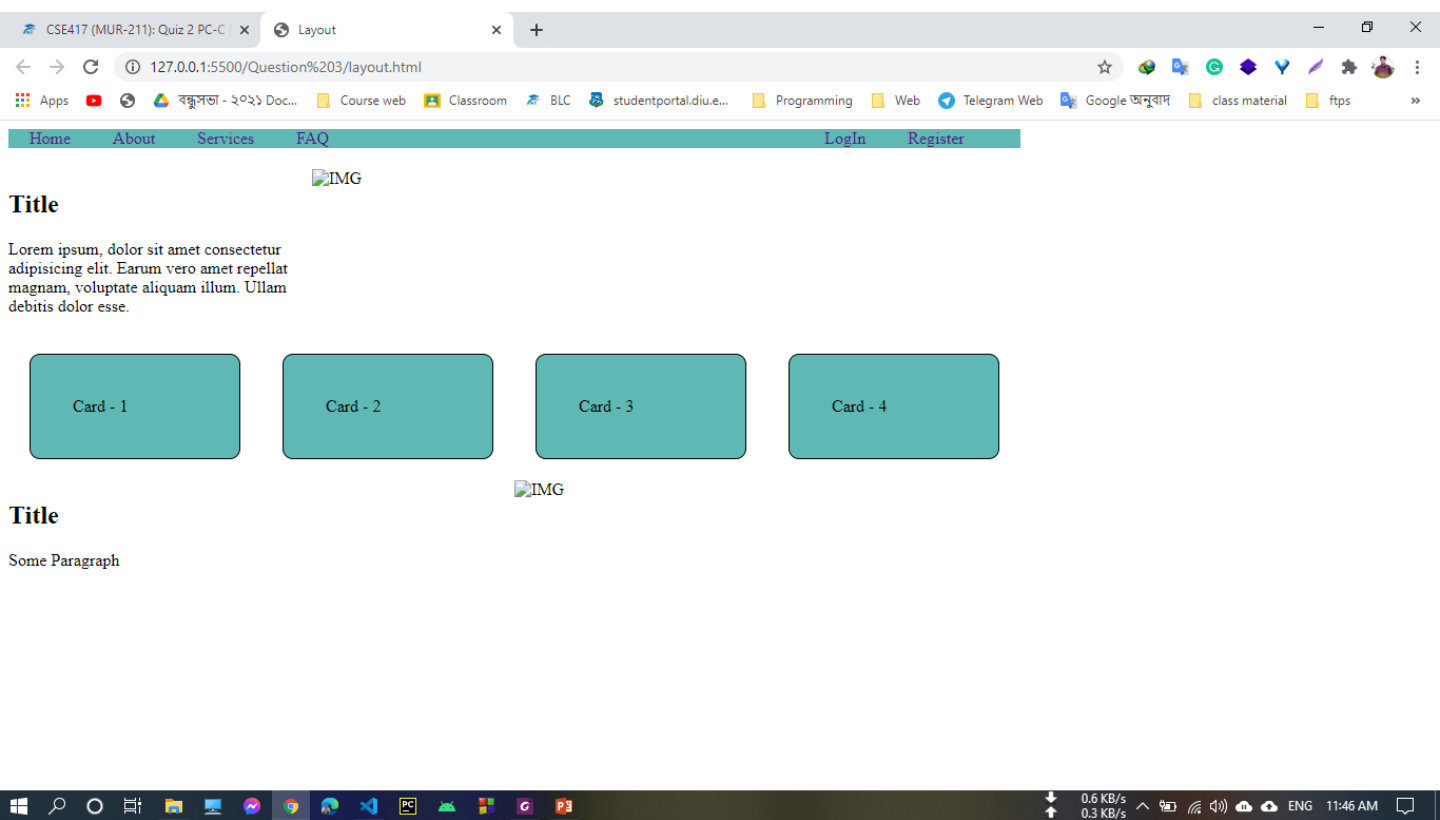 CSE417 (MUR-211): Quiz 2 PC-C
Layout
127.0.0.1:5500/Question%203/layout.html
Apps
বন্ধুসভা - ২০২১ Doc...
Course web
Classroom
BLC
studentportal.diu.e...
Programming
Web
Telegram Web
Google অনুবাদ
class material
ftps
»
Home About Services FAQ LogIn Register
IMG
Title
Lorem ipsum, dolor sit amet consectetur
adipisicing elit. Earum vero amet repellat
magnam, voluptate aliquam illum. Ullam
debitis dolor esse.
Card - 1 Card - 2 Card - 3 Card - 4
IMG
Title
Some Paragraph
0.6 KB/s
0.3 KB/s
ENG 11:46 AM